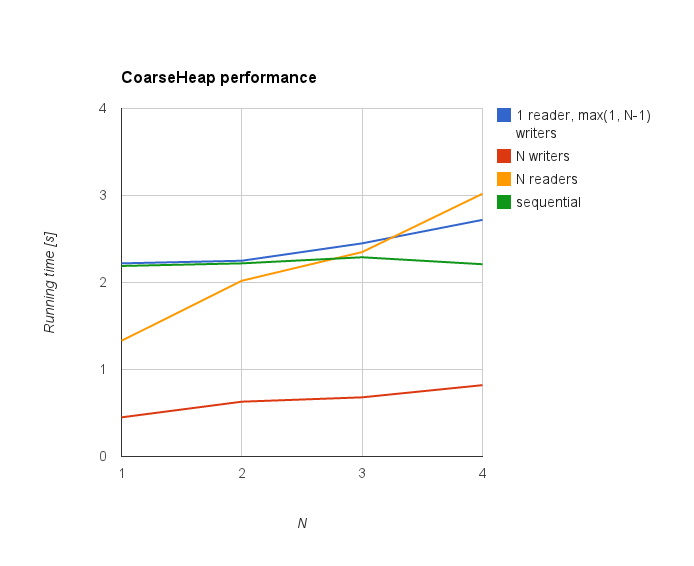 CoarseHeap performance
4
3
2
1
0
1
2
3
4
Running time [s]
N
1 reader, max(1, N-1)
writers
N writers
N readers
sequential